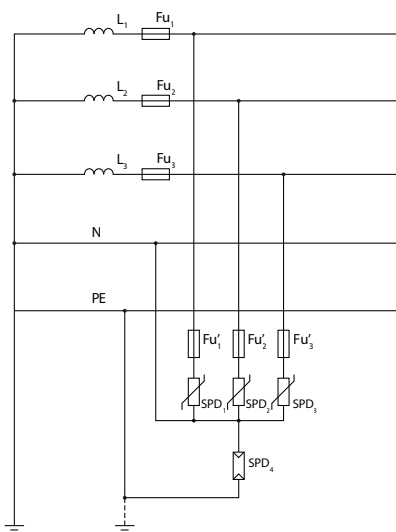 L₁ Fu₁
L₂ Fu₂
L₃ Fu₃
N
PE
Fu'₁ Fu'₂ Fu'₃
SPD₁ SPD₂ SPD₃
SPD₄